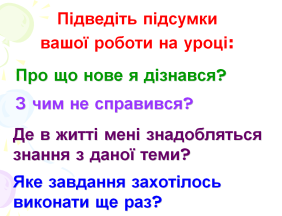 Підведіть підсумки
вашої роботи на уроці:
Про що нове я дізнався?
З чим не справився?
Де в житті мені знадобляться
знання з даної теми?
Яке завдання захотілось
виконати ще раз?